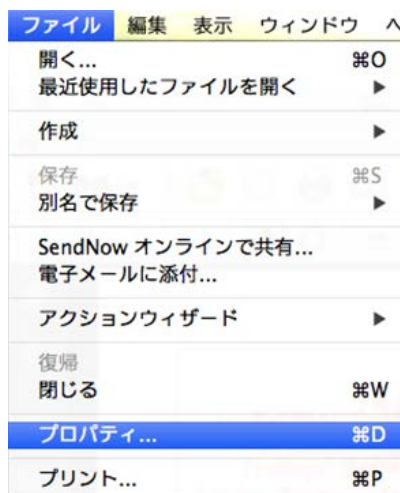 ファイル 編集 表示 ウィンドウ ヘ
開く... ⌘O
最近使用したファイルを開く ▶
作成 ▶
保存 ⌘S
別名で保存 ▶
SendNow オンラインで共有...
電子メールに添付...
アクションウィザード ▶
復帰
閉じる ⌘W
プロパティ... ⌘D
プリント... ⌘P